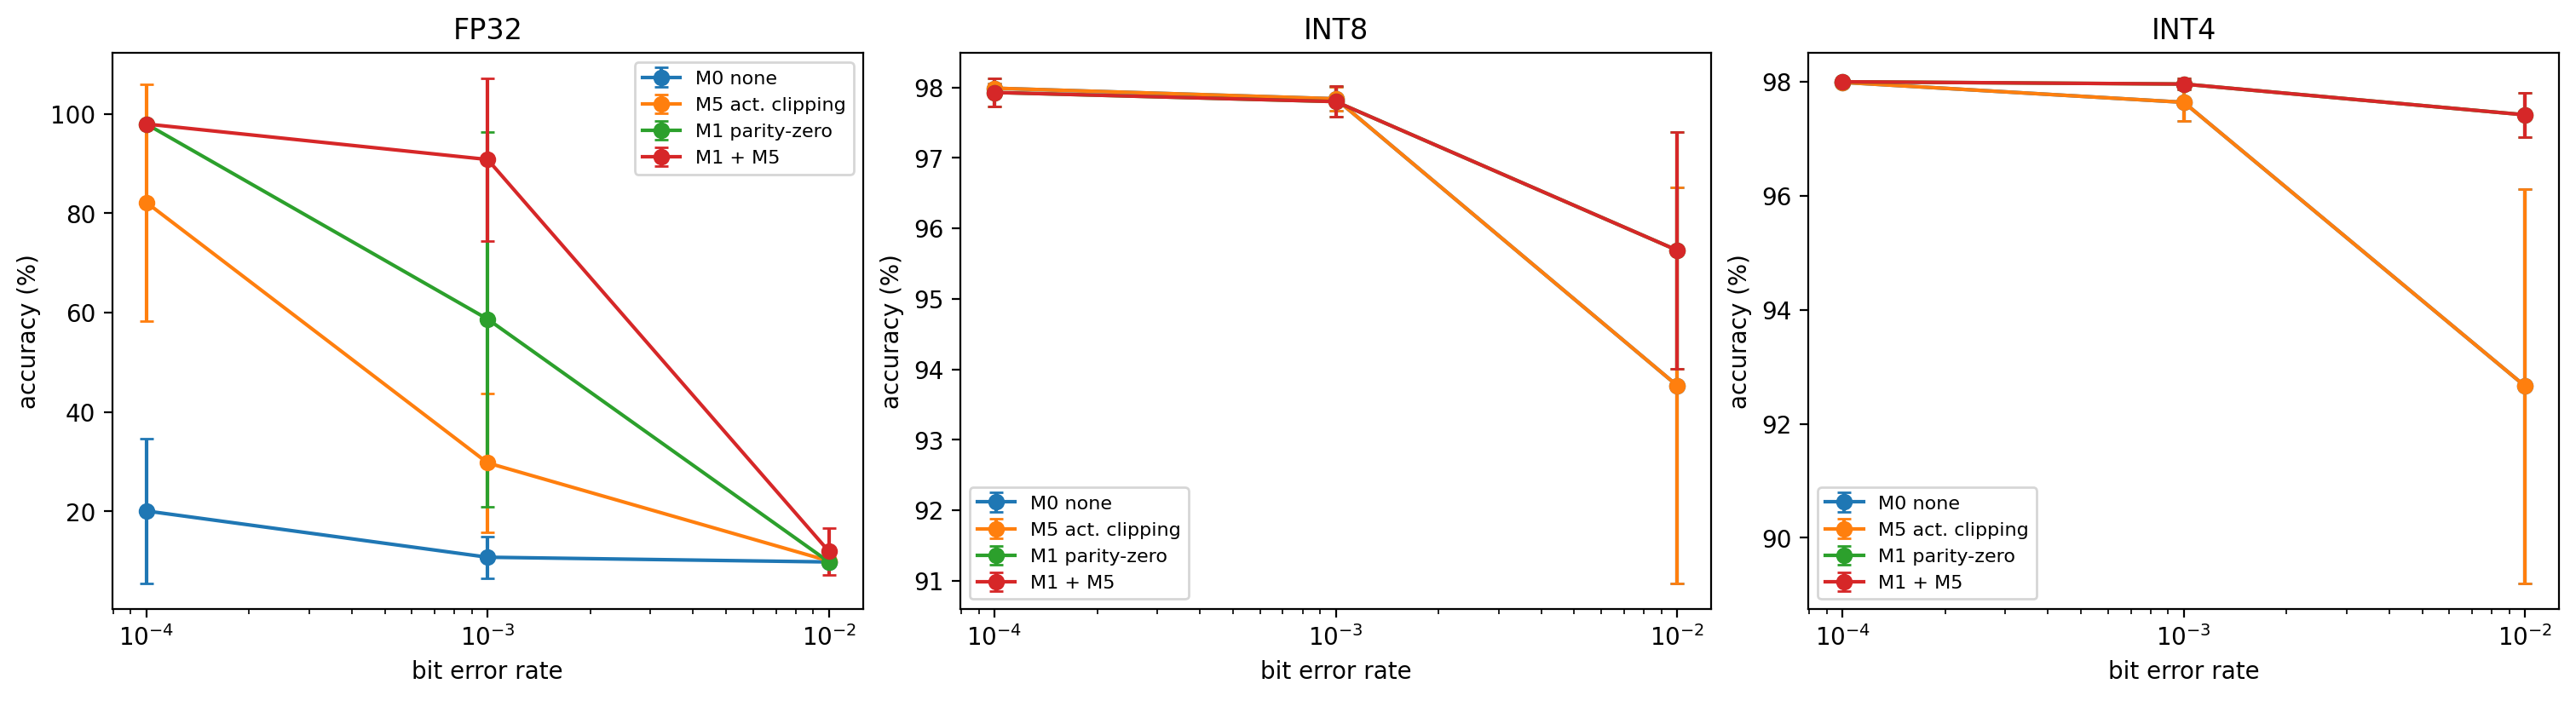 FP32
100
80
60
40
20
accuracy (%)
10⁻⁴
10⁻³
10⁻²
bit error rate
M0 none
M5 act. clipping
M1 parity-zero
M1 + M5
INT8
98
97
96
95
94
93
92
91
accuracy (%)
10⁻⁴
10⁻³
10⁻²
bit error rate
M0 none
M5 act. clipping
M1 parity-zero
M1 + M5
INT4
98
96
94
92
90
accuracy (%)
10⁻⁴
10⁻³
10⁻²
bit error rate
M0 none
M5 act. clipping
M1 parity-zero
M1 + M5